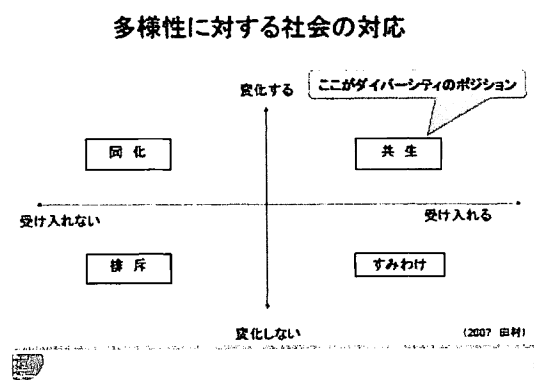 多様性に対する社会の対応
変化する
ここがダイバーシティのポジション
同化
共生
受け入れない
受け入れる
排斥
すみわけ
変化しない
(2007 田村)